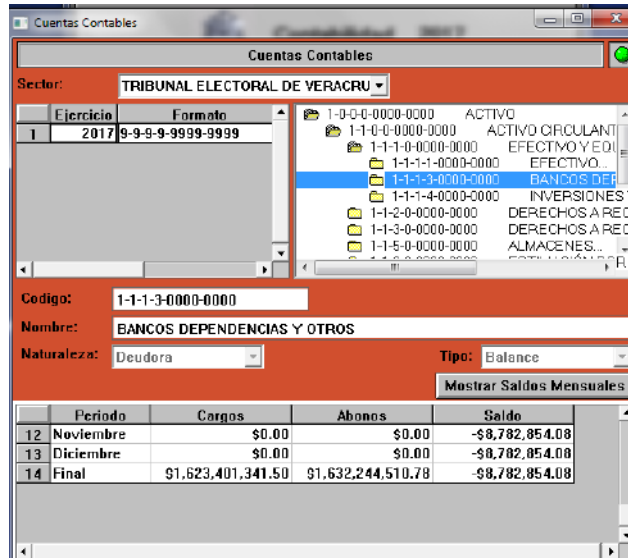 Cuentas Contables
Cuentas Contables
Sector: TRIBUNAL ELECTORAL DE VERACRU
Ejercicio Formato
1 2017 9-9-9-9-9999-9999
1-0-0-0-0000-0000 ACTIVO
1-1-0-0-0000-0000 ACTIVO CIRCULANT
1-1-1-0-0000-0000 EFECTIVO Y EQU
1-1-1-1-0000-0000 EFECTIVO...
1-1-1-3-0000-0000 BANCOS DEP
1-1-1-4-0000-0000 INVERSIONES
1-1-2-0-0000-0000 DERECHOS A REC
1-1-3-0-0000-0000 DERECHOS A REC
1-1-5-0-0000-0000 ALMACENES...
Codigo: 1-1-1-3-0000-0000
Nombre: BANCOS DEPENDENCIAS Y OTROS
Naturaleza: Deudora Tipo: Balance
Mostrar Saldos Mensuales
Periodo Cargos Abonos Saldo
12 Noviembre $0.00 $0.00 -$8,782,854.08
13 Diciembre $0.00 $0.00 -$8,782,854.08
14 Final $1,623,401,341.50 $1,632,244,510.78 -$8,782,854.08